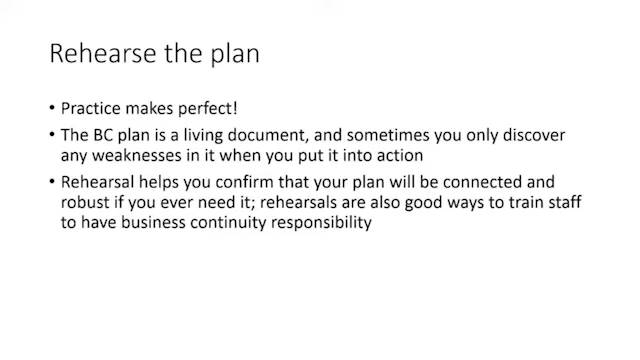 Rehearse the plan
• Practice makes perfect!
• The BC plan is a living document, and sometimes you only discover
any weaknesses in it when you put it into action
• Rehearsal helps you confirm that your plan will be connected and
robust if you ever need it; rehearsals are also good ways to train staff
to have business continuity responsibility